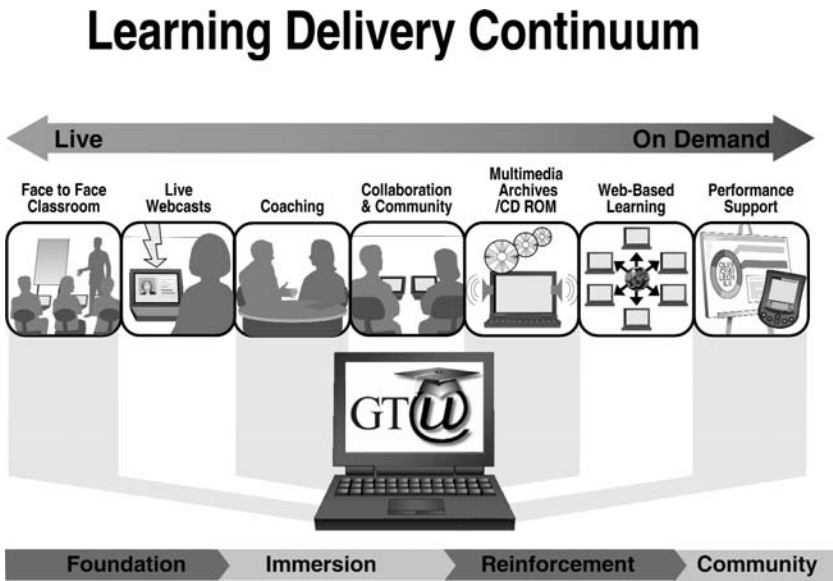 Learning Delivery Continuum
Live
On Demand
Face to Face
Classroom
Live
Webcasts
Coaching
Collaboration
& Community
Multimedia
Archives
/CD ROM
Web-Based
Learning
Performance
Support
GTU
Foundation
Immersion
Reinforcement
Community